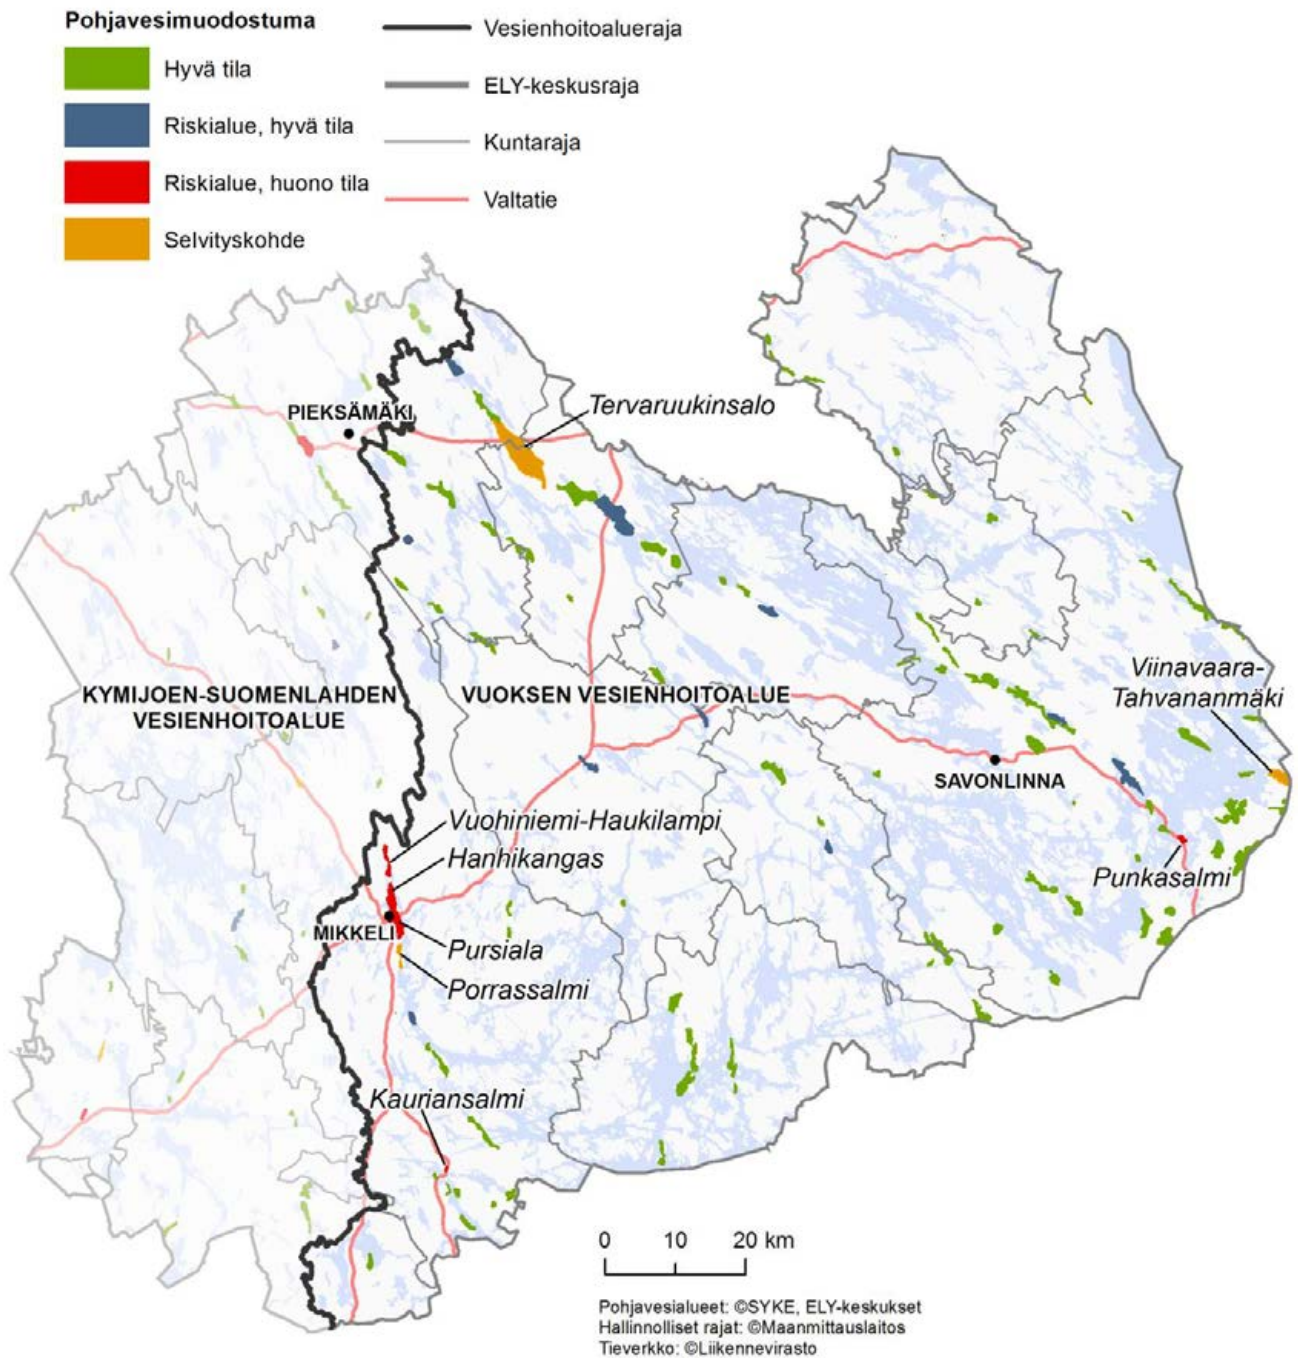 Pohjavesimuodostuma
Hyvä tila
Riskialue, hyvä tila
Riskialue, huono tila
Selvityskohde
Vesienhoitoalueraja
ELY-keskusraja
Kuntaraja
Valtatie
Tervaruukinsalo
PIEKSÄMÄKI
KYMIJOEN-SUOMENLAHDEN
VESIENHOITOALUE
VUOKSEN VESIENHOITOALUE
Viinavaara-
Tahvananmäki
SAVONLINNA
Vuohiniemi-Haukilampi
Hanhikangas
Punkasalmi
MIKKELI
Pursiala
Porrassalmi
Kauriansalmi
0 10 20 km
Pohjavesialueet: ©SYKE, ELY-keskukset
Hallinnolliset rajat: ©Maanmittauslaitos
Tieverkko: ©Liikennevirasto